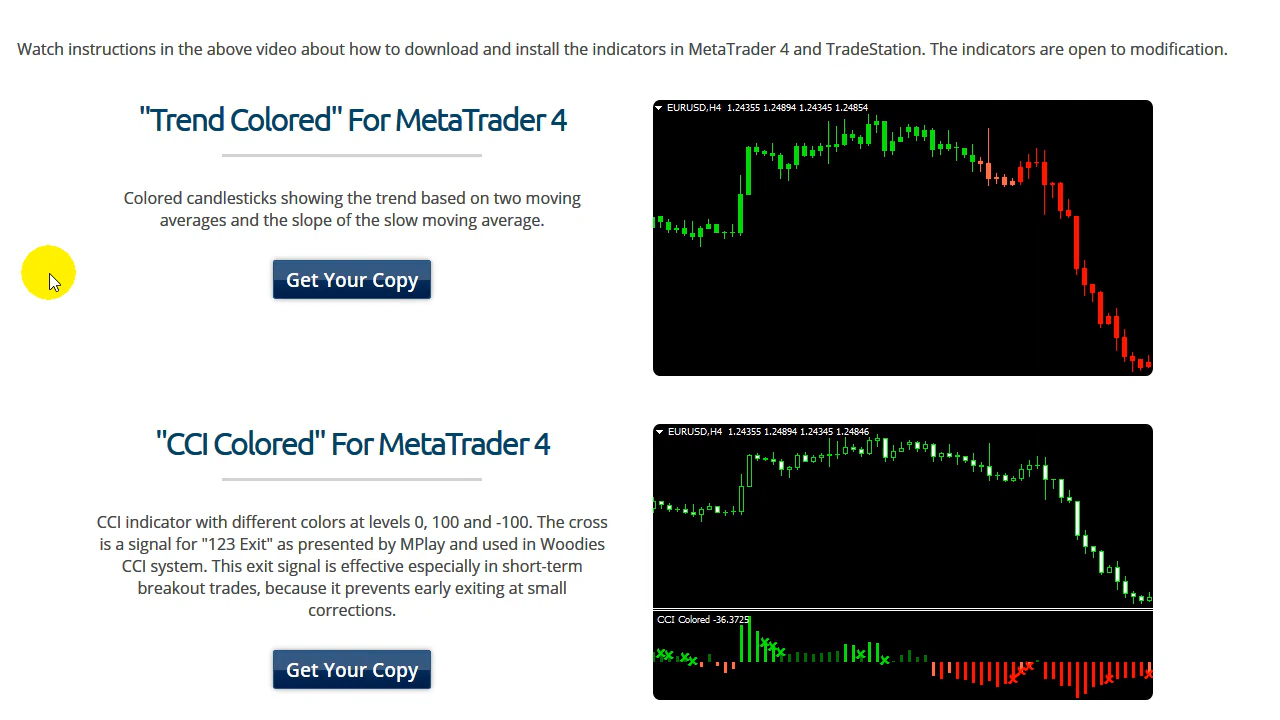 Watch instructions in the above video about how to download and install the indicators in MetaTrader 4 and TradeStation. The indicators are open to modification.
"Trend Colored" For MetaTrader 4
Colored candlesticks showing the trend based on two moving
averages and the slope of the slow moving average.
Get Your Copy
EURUSD,H4 1.24355 1.24894 1.24345 1.24854
"CCI Colored" For MetaTrader 4
CCI indicator with different colors at levels 0, 100 and -100. The cross
is a signal for "123 Exit" as presented by MPlay and used in Woodies
CCI system. This exit signal is effective especially in short-term
breakout trades, because it prevents early exiting at small
corrections.
Get Your Copy
EURUSD,H4 1.24355 1.24894 1.24345 1.24846
CCI Colored -36.3725